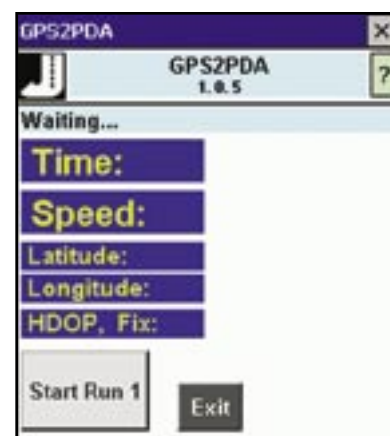 GPS2PDA
GPS2PDA
?
1.0.5
Waiting...
Time:
Speed:
Latitude:
Longitude:
HDOP, Fix:
Start Run 1
Exit